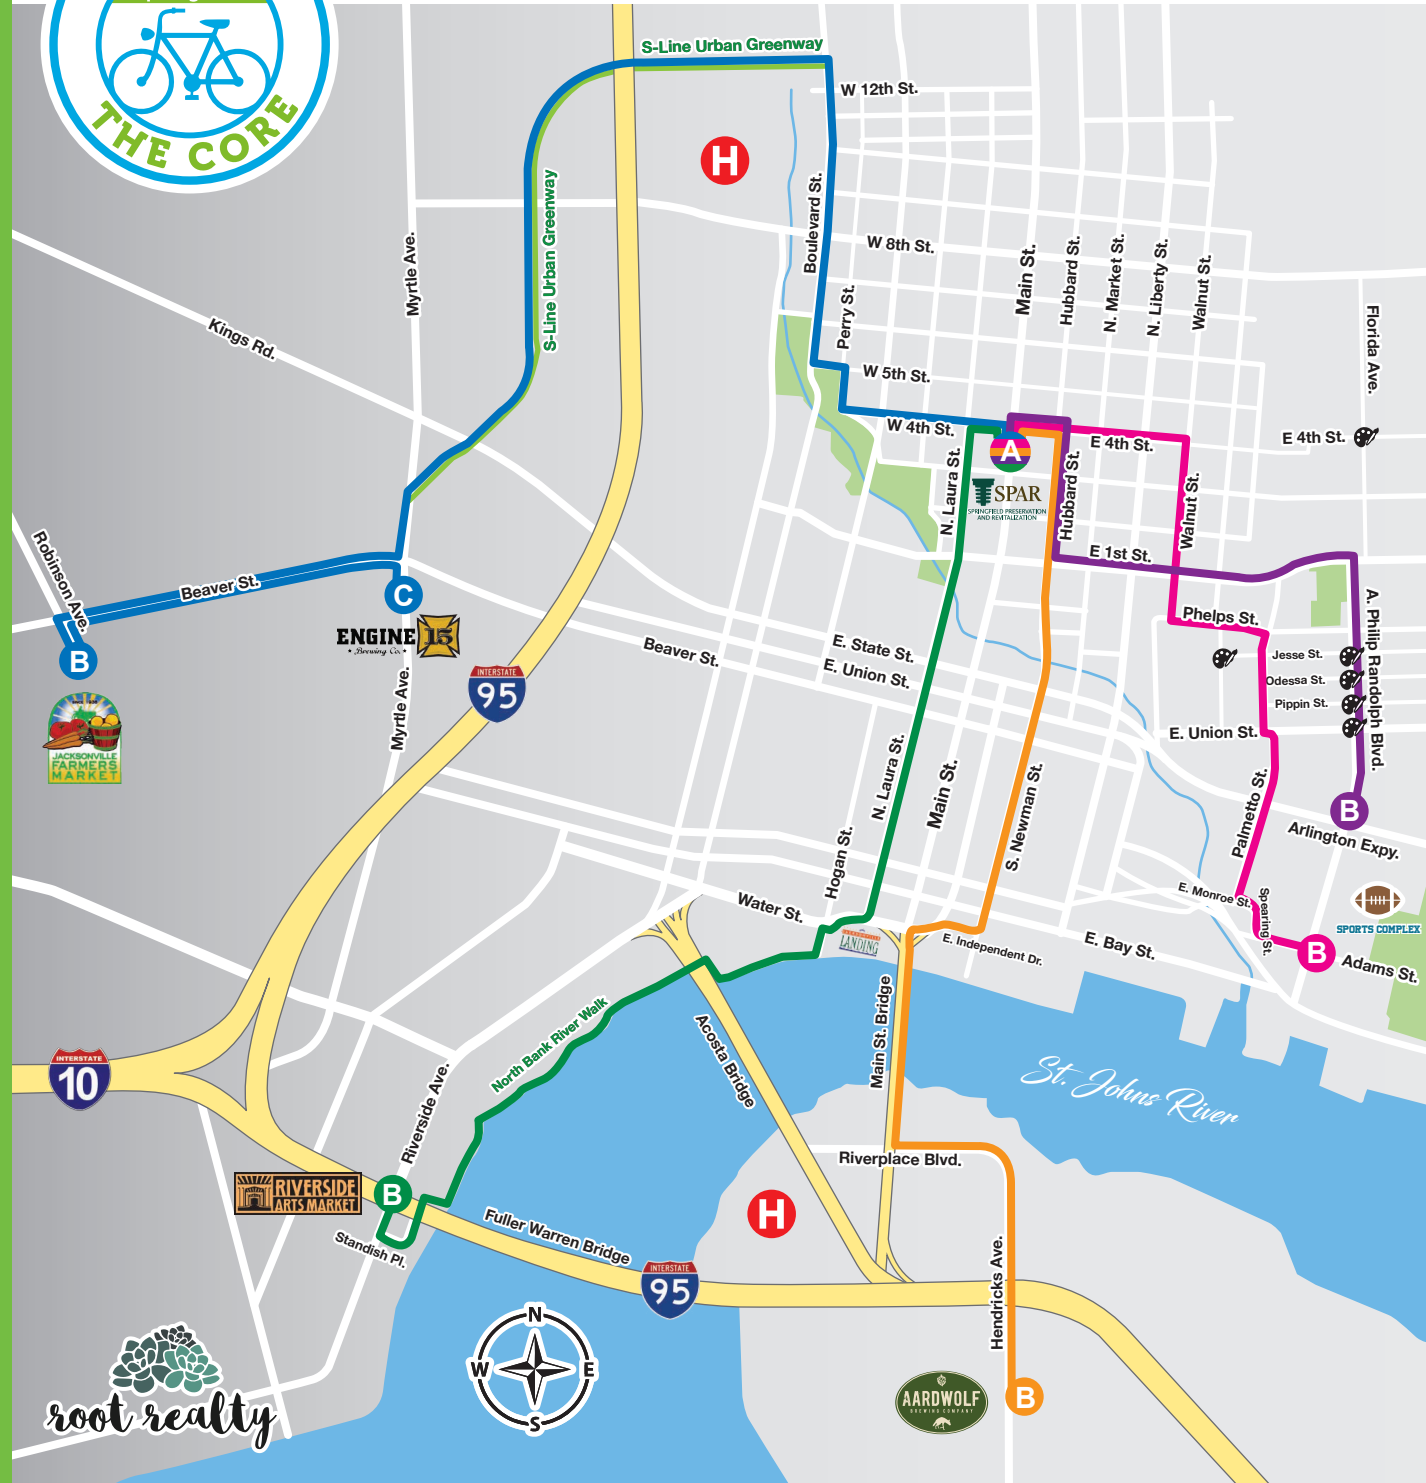 THE CORE
S-Line Urban Greenway
W 12th St.
H
Boulevard St.
S-Line Urban Greenway
Myrtle Ave.
W 8th St.
Main St.
Hubbard St.
N. Market St.
N. Liberty St.
Walnut St.
Perry St.
Florida Ave.
Kings Rd.
W 5th St.
W 4th St.
E 4th St.
E 4th St.
A
N. Laura St.
SPAR
SPRINGFIELD PRESERVATION
AND REVITALIZATION
Hubbard St.
Walnut St.
E 1st St.
Robinson Ave.
Beaver St.
C
B
ENGINE 15
Brewing Co.
Phelps St.
A. Philip Randolph Blvd.
Jesse St.
Odessa St.
Pippin St.
E. Union St.
Beaver St.
E. State St.
E. Union St.
INTERSTATE
95
Myrtle Ave.
SINCE 1938
JACKSONVILLE
FARMERS
MARKET
N. Laura St.
Main St.
S. Newman St.
Palmetto St.
B
Arlington Expy.
Hogan St.
E. Monroe St.
Spearing St.
SPORTS COMPLEX
Water St.
JACKSONVILLE
LANDING
E. Independent Dr.
E. Bay St.
B
Adams St.
North Bank River Walk
Acosta Bridge
Main St. Bridge
St. Johns River
INTERSTATE
10
Riverside Ave.
Riverplace Blvd.
RIVERSIDE
ARTS MARKET
B
H
Standish Pl.
Fuller Warren Bridge
INTERSTATE
95
Hendricks Ave.
N
W E
S
root realty
AARDWOLF
BREWING COMPANY
B